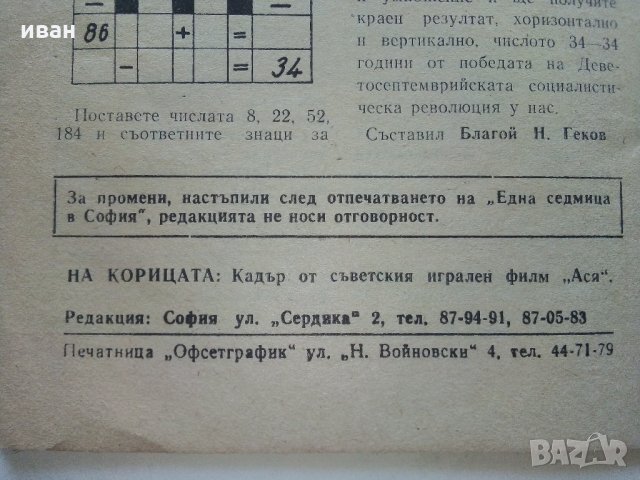 иван
86 + =
- = 34
Поставете числата 8, 22, 52,
184 и съответните знаци за
краен резултат, хоризонтално
и вертикално, числото 34—34
години от победата на Деве-
тосептемврийската социалисти-
ческа революция у нас.
Съставил Благой Н. Геков
За промени, настъпили след отпечатването на „Една седмица
в София", редакцията не носи отговорност.
НА КОРИЦАТА: Кадър от съветския игрален филм „Ася".
Редакция: София ул. „Сердика" 2, тел. 87-94-91, 87-05-83
Печатница „Офсетграфик" ул. „Н. Войновски" 4, тел. 44-71-79
BAZAR